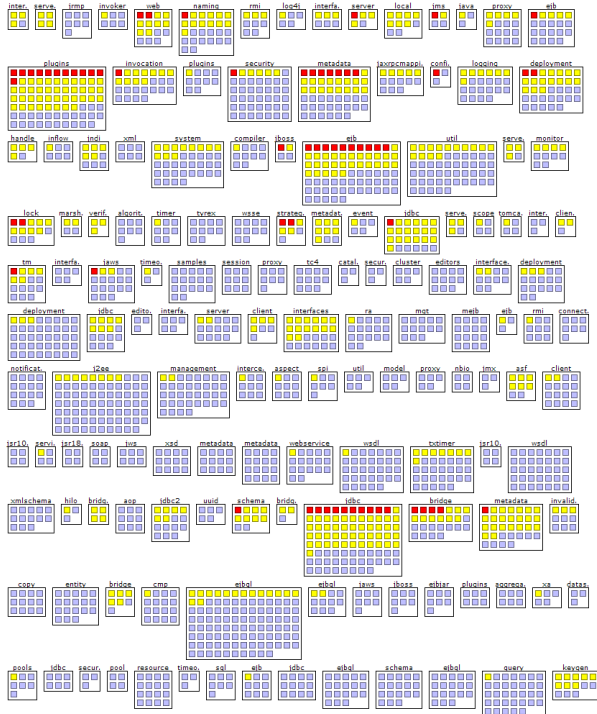 inter. serve. jrmp invoker web naming rmi log4j interfa. server local jms java proxy ejb
plugins invocation plugins security metadata jaxrpcmappi. confi. logging deployment
handle inflow jndi xml system compiler jboss ejb util serve. monitor
lock marsh. verif. algorit. timer tyrex wsse strateg. metadat. event jdbc serve. scope tomca. inter. clien.
tm interfa. jaws timeo. samples session proxy tc4 catal. secur. cluster editors interface. deployment
deployment jdbc edito. interfa. server client interfaces ra mqt mejb ejb rmi connect.
notificat. j2ee management interce. aspect spi util model proxy nbio jmx asf client
jsr10. servi. jsr18. soap jws xsd metadata metadata webservice wsdl txtimer jsr10. wsdl
xmlschema hilo bridg. aop jdbc2 uuid schema bridg. jdbc bridge metadata invalid.
copy entity bridge cmp ejbql ejbql jaws jboss ejbjar plugins aggrega. xa datas.
pools jdbc secur. pool resource timeo. sql ejb jdbc ejbql schema ejbql query keygen